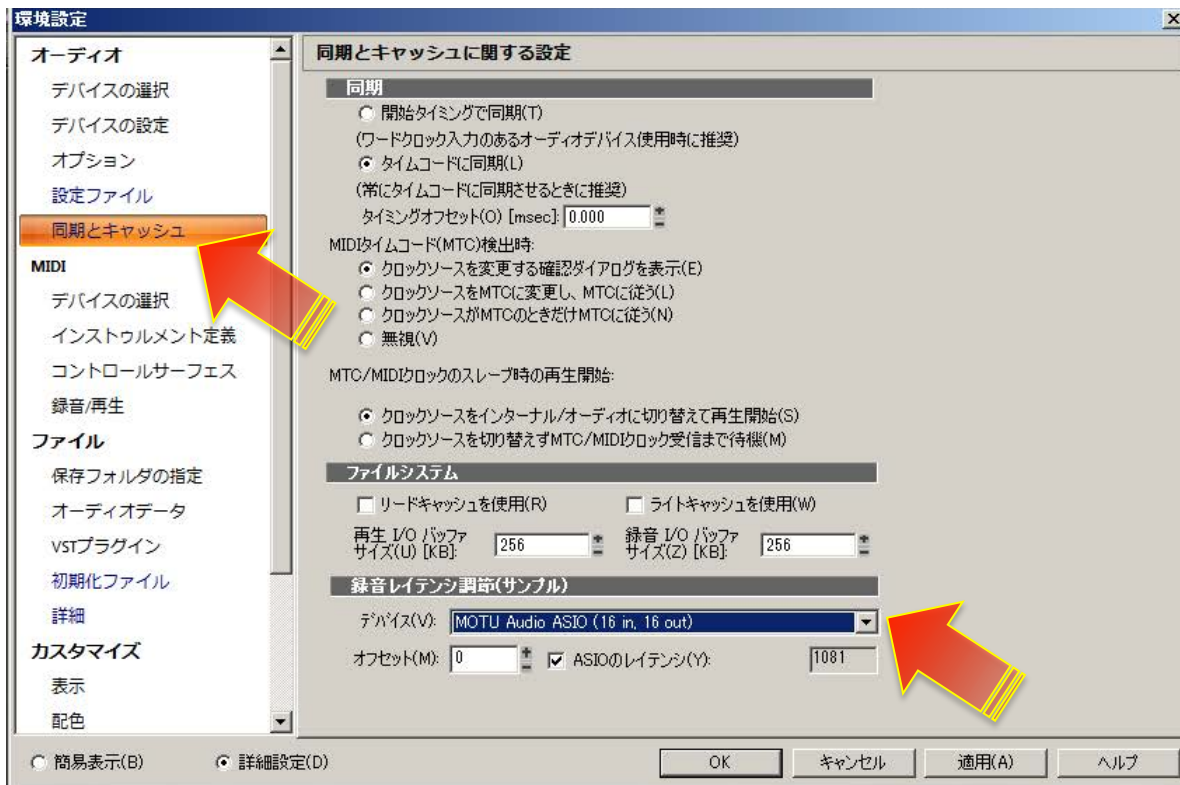 環境設定
オーディオ
デバイスの選択
デバイスの設定
オプション
設定ファイル
同期とキャッシュ
MIDI
デバイスの選択
インストゥルメント定義
コントロールサーフェス
録音/再生
ファイル
保存フォルダの指定
オーディオデータ
VSTプラグイン
初期化ファイル
詳細
カスタマイズ
表示
配色
同期とキャッシュに関する設定
同期
開始タイミングで同期(T)
(ワードクロック入力のあるオーディオデバイス使用時に推奨)
タイムコードに同期(L)
(常にタイムコードに同期させるときに推奨)
タイミングオフセット(O) [msec]: 0.000
MIDIタイムコード(MTC)検出時:
クロックソースを変更する確認ダイアログを表示(E)
クロックソースをMTCに変更し、MTCに従う(L)
クロックソースがMTCのときだけMTCに従う(N)
無視(V)
MTC/MIDIクロックのスレーブ時の再生開始:
クロックソースをインターナル/オーディオに切り替えて再生開始(S)
クロックソースを切り替えずMTC/MIDIクロック受信まで待機(M)
ファイルシステム
リードキャッシュを使用(R) ライトキャッシュを使用(W)
再生 I/O バッファ
サイズ(U) [KB]: 256
録音 I/O バッファ
サイズ(Z) [KB]: 256
録音レイテンシ調節(サンプル)
デバイス(V): MOTU Audio ASIO (16 in, 16 out)
オフセット(M): 0 ASIOのレイテンシ(Y): 1081
簡易表示(B) 詳細設定(D) OK キャンセル 適用(A) ヘルプ